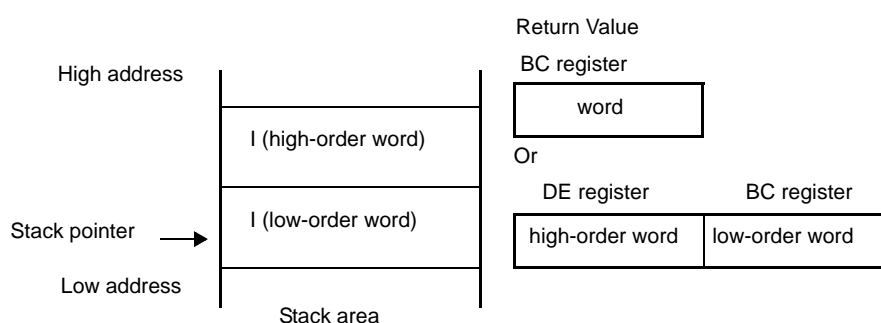 Return Value
High address
BC register
word
I (high-order word)
Or
DE register BC register
I (low-order word)
Stack pointer
high-order word low-order word
Low address
Stack area